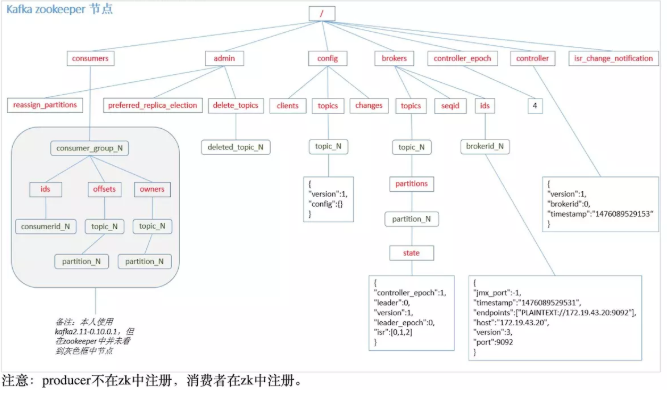 Kafka zookeeper 节点
/
consumers
admin
config
brokers
controller_epoch
controller
isr_change_notification
reassign_partitions
preferred_replica_election
delete_topics
clients
topics
changes
topics
seqid
ids
4
consumer_group_N
deleted_topic_N
topic_N
topic_N
brokerid_N
ids
offsets
owners
consumerid_N
topic_N
topic_N
partition_N
partition_N
{
"version":1,
"config":{}
}
partitions
partition_N
state
{
"version":1,
"brokerid":0,
"timestamp":"1476089529153"
}
{
"controller_epoch":1,
"leader":0,
"version":1,
"leader_epoch":0,
"isr":[0,1,2]
}
{
"jmx_port":-1,
"timestamp":"1476089529531",
"endpoints":["PLAINTEXT://172.19.43.20:9092"],
"host":"172.19.43.20",
"version":3,
"port":9092
}
备注：本人使用
kafka2.11-0.10.0.1，但
在zookeeper中并未看
到灰色框中节点
注意：producer不在zk中注册，消费者在zk中注册。